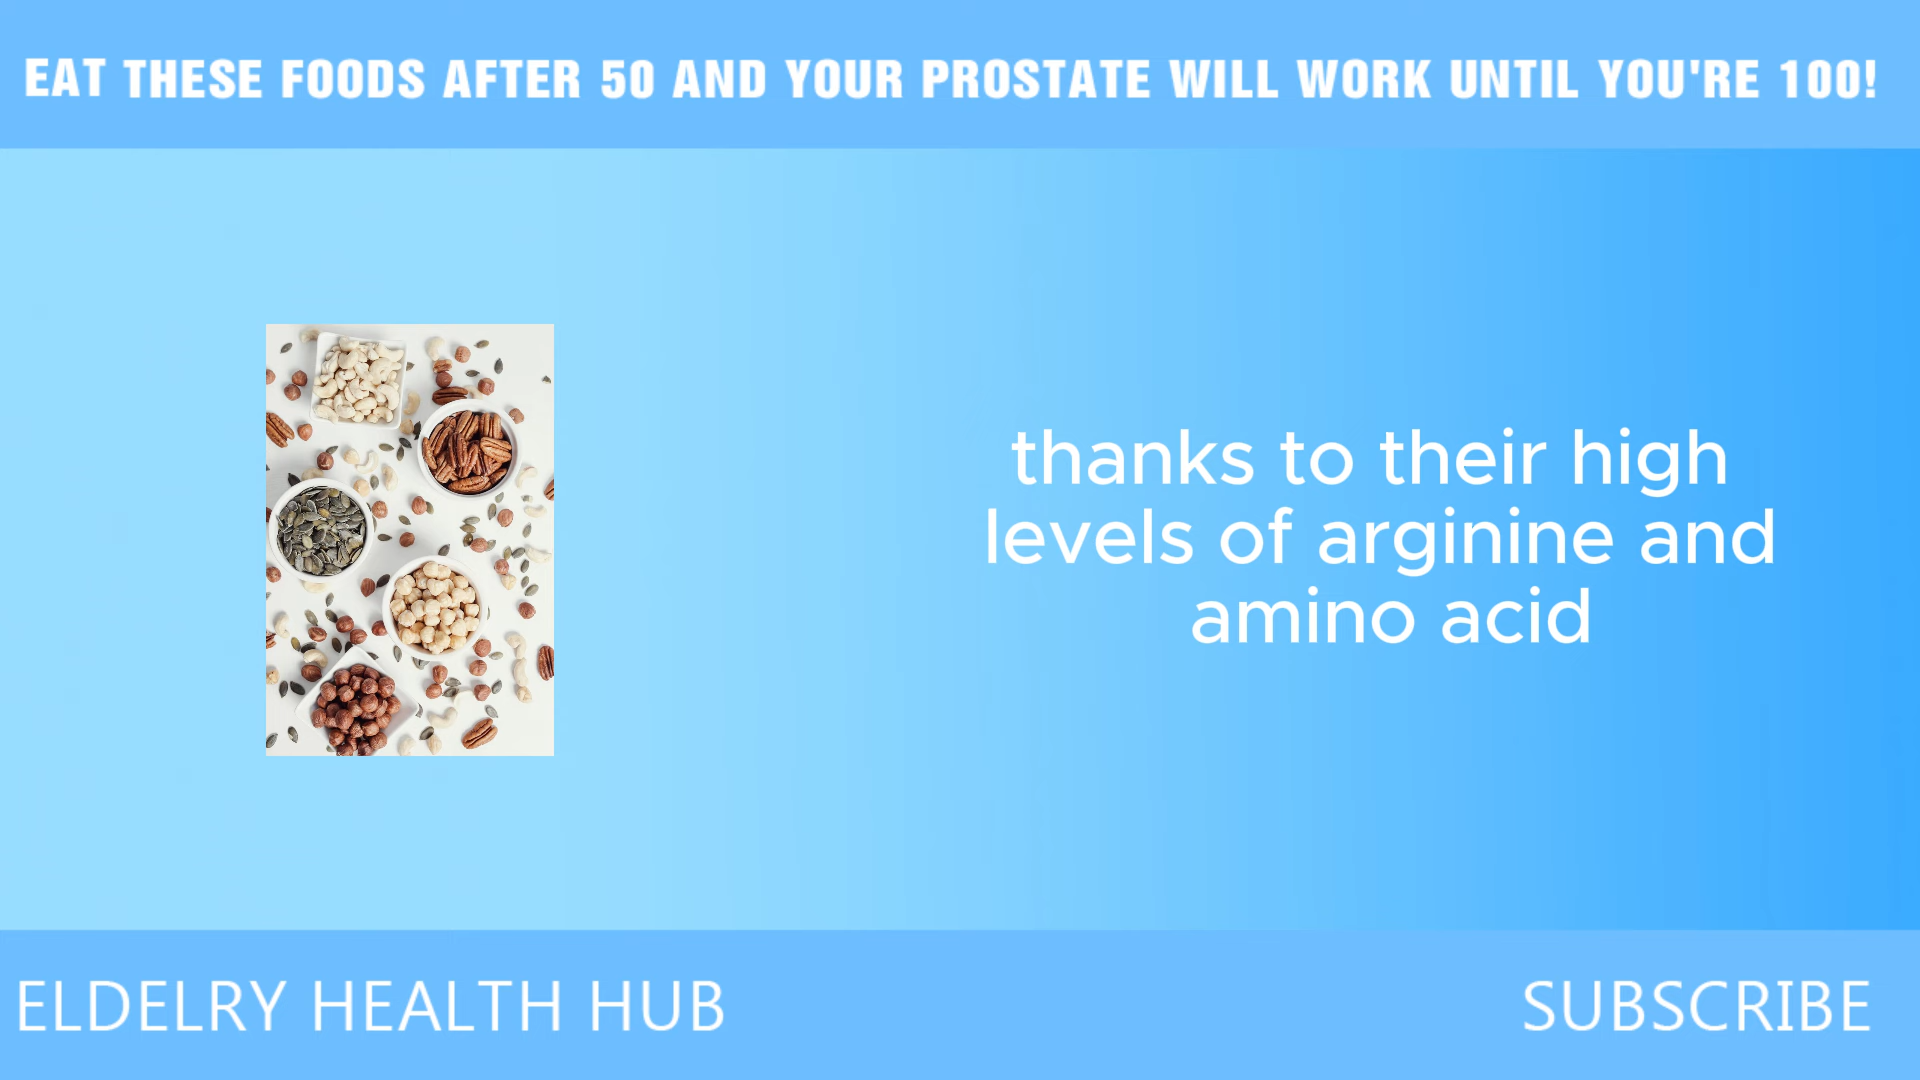 EAT THESE FOODS AFTER 50 AND YOUR PROSTATE WILL WORK UNTIL YOU'RE 100!
thanks to their high
levels of arginine and
amino acid
ELDELRY HEALTH HUB
SUBSCRIBE